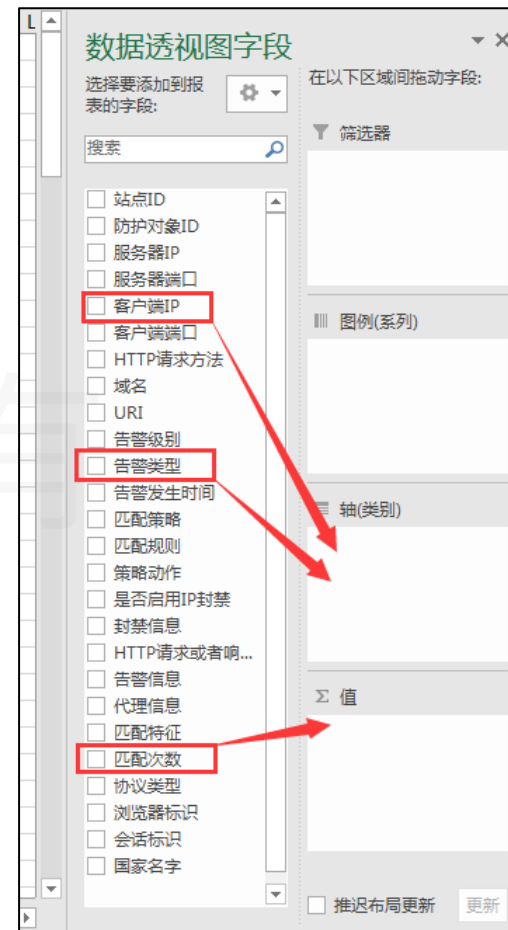 L
数据透视图字段
选择要添加到报
表的字段:
搜索
站点ID
防护对象ID
服务器IP
服务器端口
客户端IP
客户端端口
HTTP请求方法
域名
URI
告警级别
告警类型
告警发生时间
匹配策略
匹配规则
策略动作
是否启用IP封禁
封禁信息
HTTP请求或者响...
告警信息
代理信息
匹配特征
匹配次数
协议类型
浏览器标识
会话标识
国家名字
在以下区域间拖动字段:
筛选器
图例(系列)
轴(类别)
Σ 值
推迟布局更新
更新